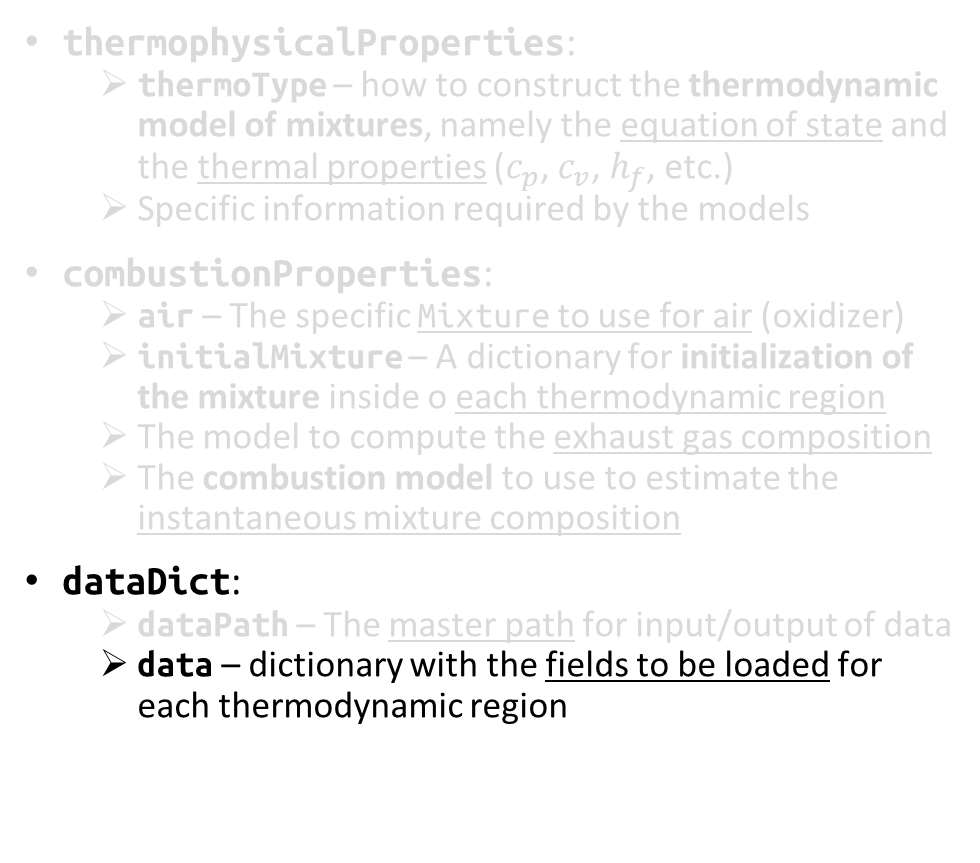 • thermophysicalProperties:
➢ thermoType – how to construct the thermodynamic
model of mixtures, namely the equation of state and
the thermal properties (c_p, c_v, h_f, etc.)
➢ Specific information required by the models
• combustionProperties:
➢ air – The specific Mixture to use for air (oxidizer)
➢ initialMixture – A dictionary for initialization of
the mixture inside o each thermodynamic region
➢ The model to compute the exhaust gas composition
➢ The combustion model to use to estimate the
instantaneous mixture composition
• dataDict:
➢ dataPath – The master path for input/output of data
➢ data – dictionary with the fields to be loaded for
each thermodynamic region